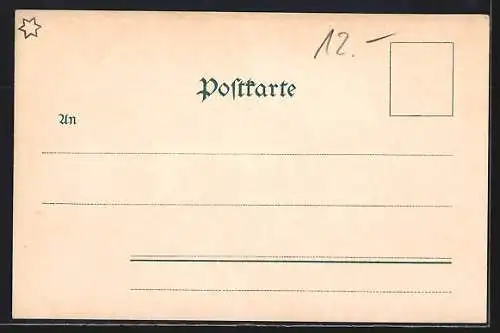 12.-
Postkarte
An